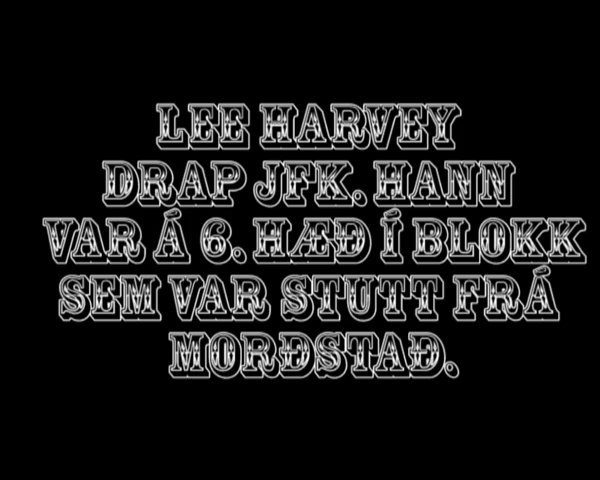 LEE HARVEY
DRAP JFK. HANN
VAR Á 6. HÆÐ Í BLOKK
SEM VAR STUTT FRÁ
MORÐSTAÐ.